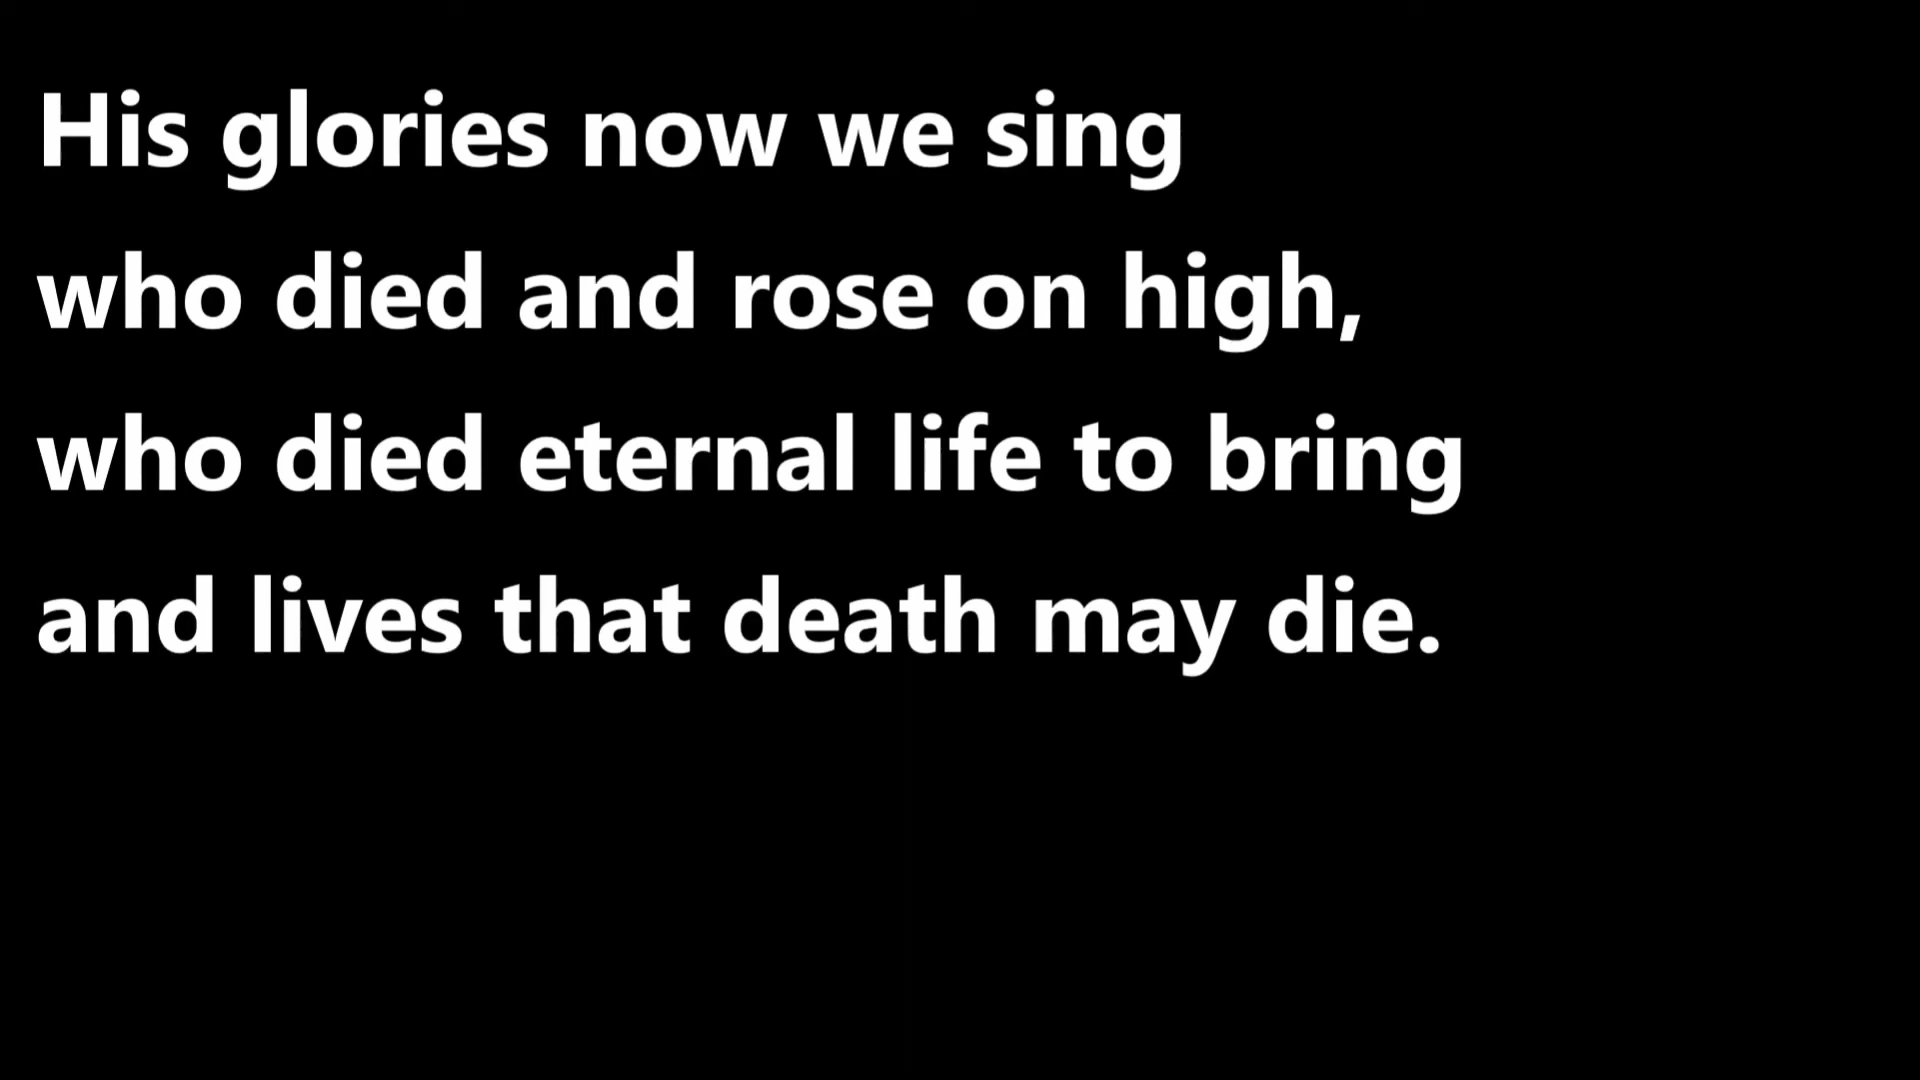 His glories now we sing
who died and rose on high,
who died eternal life to bring
and lives that death may die.